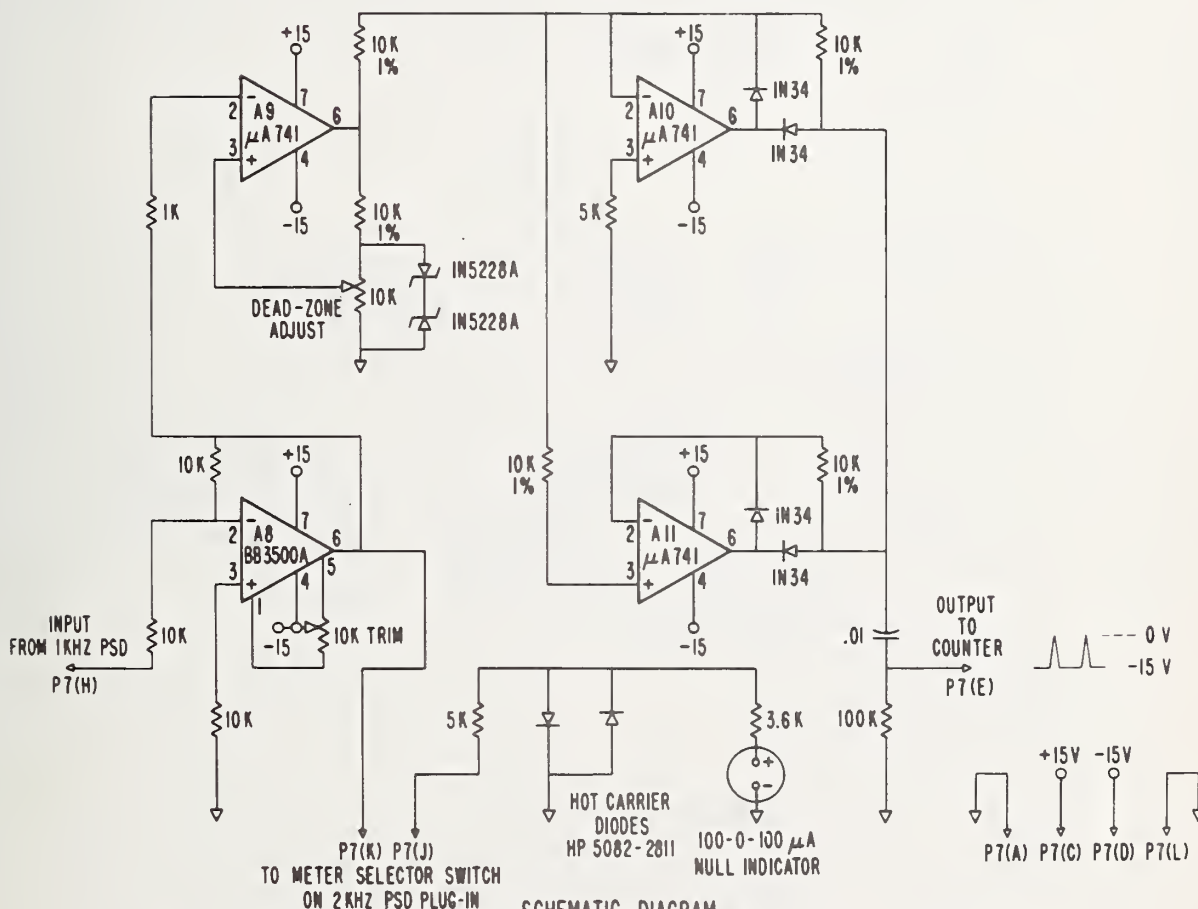 +15
10K
1%
7
2
-
A9
μA741
6
3
+
4
-15
1K
10K
1%
IN5228A
10K
DEAD-ZONE
ADJUST
IN5228A
+15
7
2
-
A10
μA741
6
3
+
4
-15
5K
IN34
IN34
10K
1%
10K
+15
7
2
-
A8
BB3500A
6
5
3
+
4
1
-15
10K TRIM
INPUT
FROM 1KHZ PSD
P7(H)
10K
10K
10K
1%
+15
7
2
-
A11
μA741
6
3
+
4
-15
IN34
IN34
10K
1%
.01
OUTPUT
TO
COUNTER
P7(E)
0 V
-15 V
100K
5K
3.6K
+
-
HOT CARRIER
DIODES
HP 5082-2811
100-0-100 μA
NULL INDICATOR
P7(K) P7(J)
TO METER SELECTOR SWITCH
ON 2KHZ PSD PLUG-IN
+15V -15V
P7(A) P7(C) P7(D) P7(L)
SCHEMATIC DIAGRAM